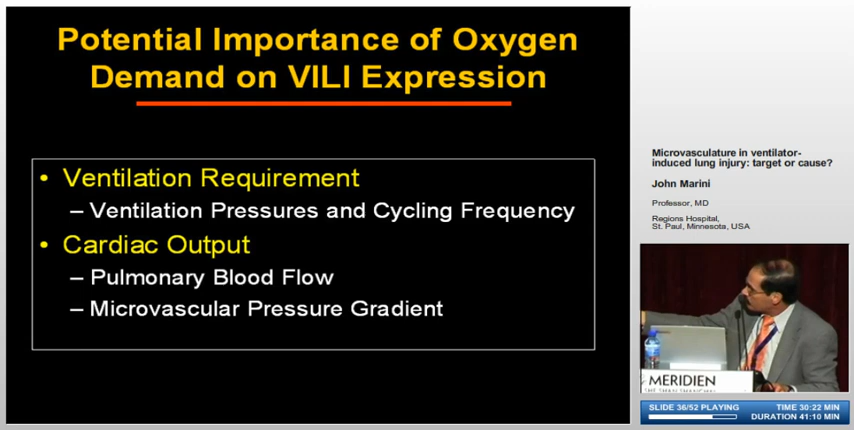 Potential Importance of Oxygen
Demand on VILI Expression
• Ventilation Requirement
– Ventilation Pressures and Cycling Frequency
• Cardiac Output
– Pulmonary Blood Flow
– Microvascular Pressure Gradient
Microvasculature in ventilator-
induced lung injury: target or cause?
John Marini
Professor, MD
Regions Hospital,
St. Paul, Minnesota, USA
MERIDIEN
SLIDE 36/52 PLAYING
TIME 30:22 MIN
DURATION 41:10 MIN